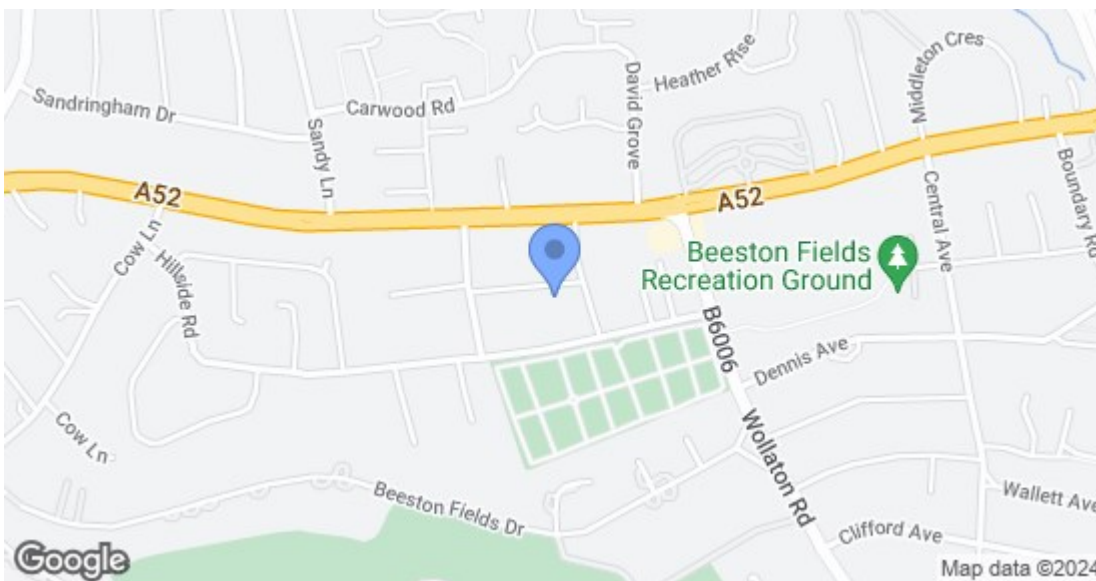 Sandringham Dr
Sandy Ln
Carwood Rd
David Grove
Heather Rise
Middleton Cres
A52
A52
Cow Ln
Hillside Rd
Beeston Fields
Recreation Ground
Central Ave
Boundary Rd
B6006
Dennis Ave
Wollaton Rd
Cow Ln
Beeston Fields Dr
Wallett Ave
Clifford Ave
Google
Map data ©2024